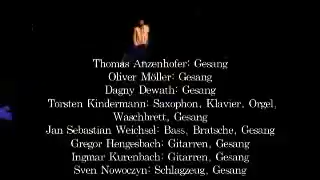 Thomas Anzenhofer: Gesang
Oliver Möller: Gesang
Dagny Dewath: Gesang
Torsten Kindermann: Saxophon, Klavier, Orgel,
Waschbrett, Gesang
Jan Sebastian Weichsel: Bass, Bratsche, Gesang
Gregor Hengesbach: Gitarren, Gesang
Ingmar Kurenbach: Gitarren, Gesang
Sven Nowoczyn: Schlagzeug, Gesang